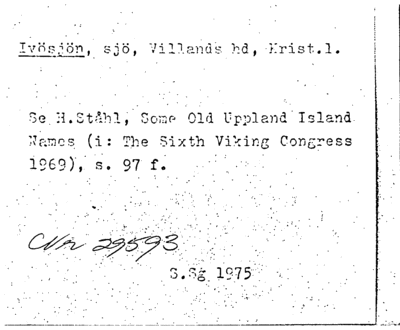 Ivösjön, sjö, Villands hd, Krist.l.
Se H.Ståhl, Some Old Uppland Island
Names (i: The Sixth Viking Congress
1969), s. 97 f.
CNr 29593
S.Sg 1975